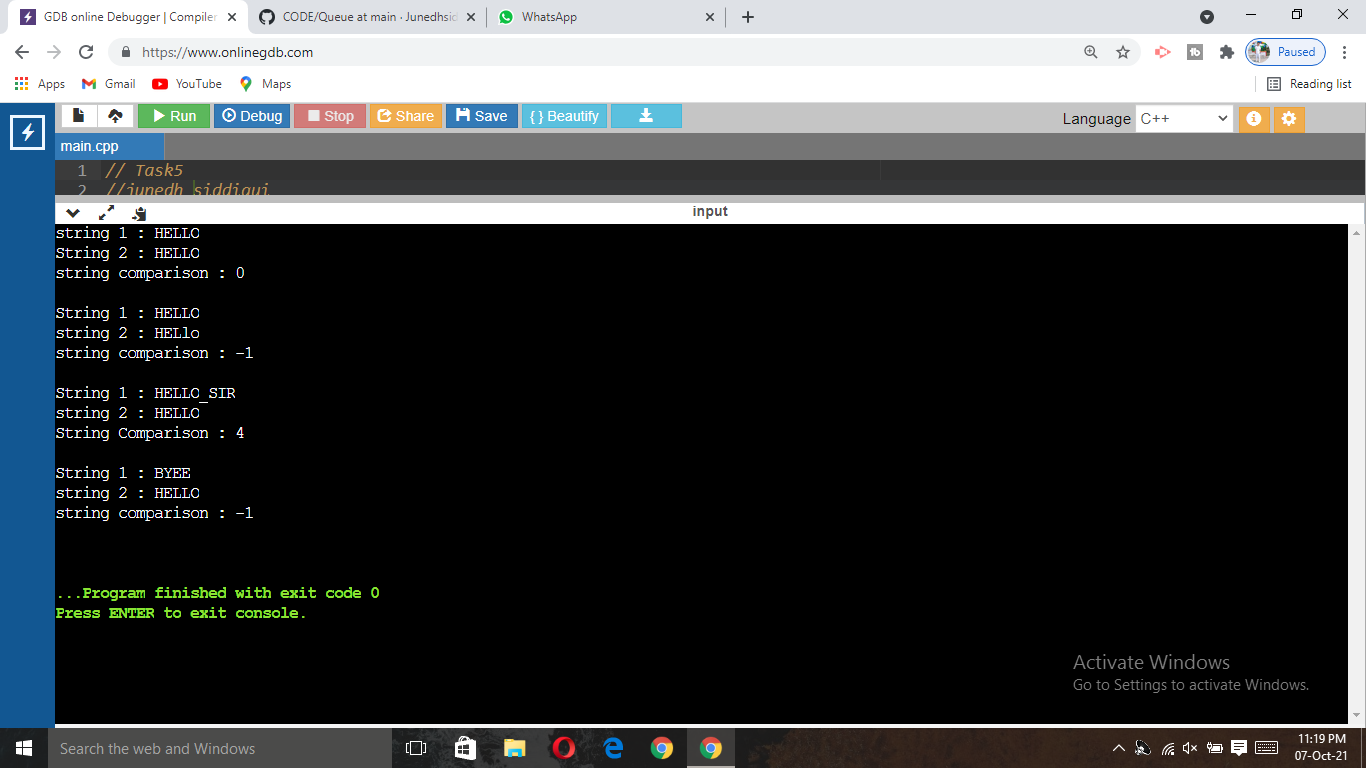 GDB online Debugger | Compiler
CODE/Queue at main · Junedhsid
WhatsApp
https://www.onlinegdb.com
Paused
Apps
Gmail
YouTube
Maps
Reading list
Run
Debug
Stop
Share
Save
{ } Beautify
Language
C++
main.cpp
1 // Task5
2 //junedh siddiqui
input
string 1 : HELLO
String 2 : HELLO
string comparison : 0
String 1 : HELLO
string 2 : HELlo
string comparison : -1
String 1 : HELLO_SIR
string 2 : HELLO
String Comparison : 4
String 1 : BYEE
string 2 : HELLO
string comparison : -1
...Program finished with exit code 0
Press ENTER to exit console.
Activate Windows
Go to Settings to activate Windows.
Search the web and Windows
11:19 PM
07-Oct-21